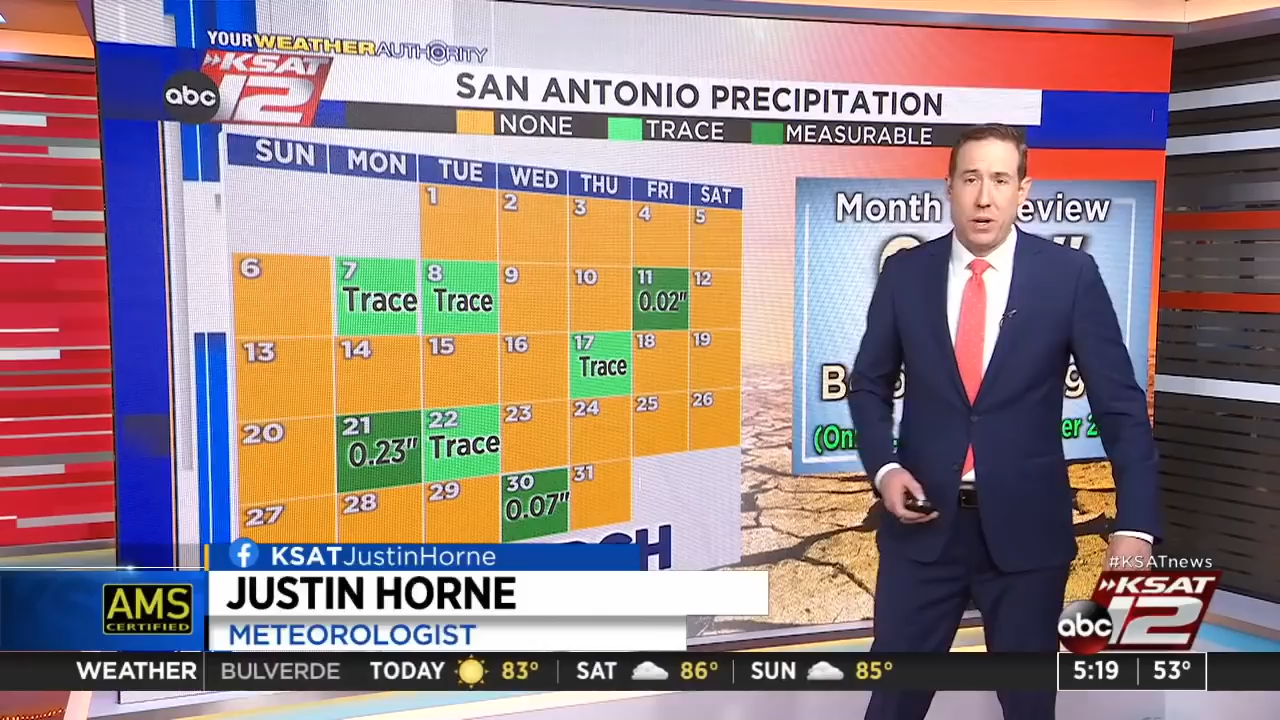 YOURWEATHERAUTHORITY
KSAT
abc 12
SAN ANTONIO PRECIPITATION
NONE TRACE MEASURABLE
SUN MON TUE WED THU FRI SAT
1 2 3 4 5
6 7 8 9 10 11 12
Trace Trace 0.02"
13 14 15 16 17 18 19
Trace
20 21 22 23 24 25 26
0.23" Trace
27 28 29 30 31
0.07"
Month
f KSATJustinHorne
JUSTIN HORNE
AMS
CERTIFIED
METEOROLOGIST
#KSATnews
KSAT
abc 12
WEATHER BULVERDE TODAY 83° SAT 86° SUN 85° 5:19 53°